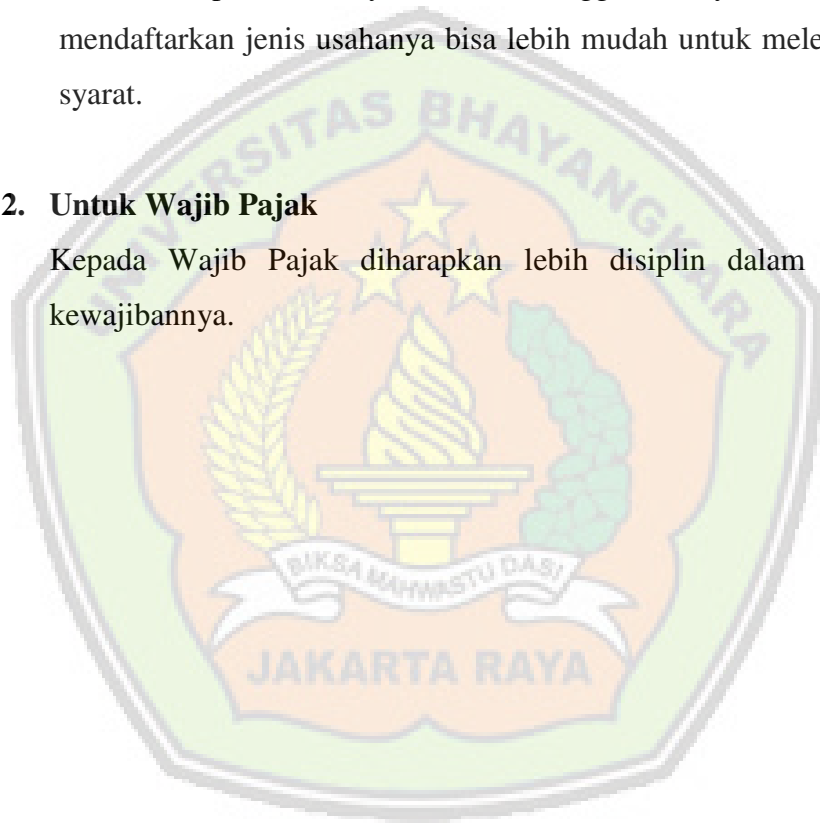 mendaftarkan jenis usahanya bisa lebih mudah untuk
syarat.
2. Untuk Wajib Pajak
Kepada Wajib Pajak diharapkan lebih disiplin dalam
kewajibannya.
UNIVERSITAS BHAYANGKARA
BIKSA MAHWASTU DASI
JAKARTA RAYA